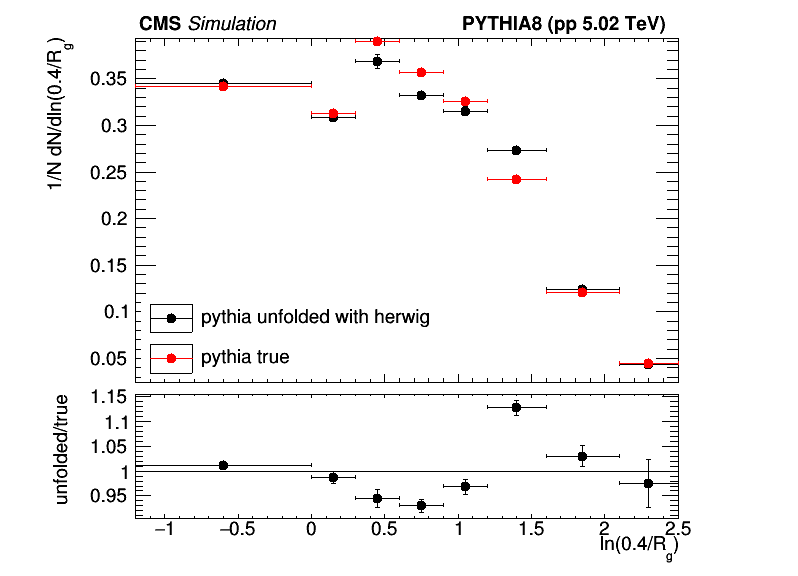 CMS Simulation PYTHIA8 (pp 5.02 TeV)
1/N dN/dln(0.4/R_g)
0.35
0.3
0.25
0.2
0.15
0.1
0.05
pythia unfolded with herwig
pythia true
unfolded/true
1.15
1.1
1.05
1
0.95
−1 −0.5 0 0.5 1 1.5 2 2.5
ln(0.4/R_g)